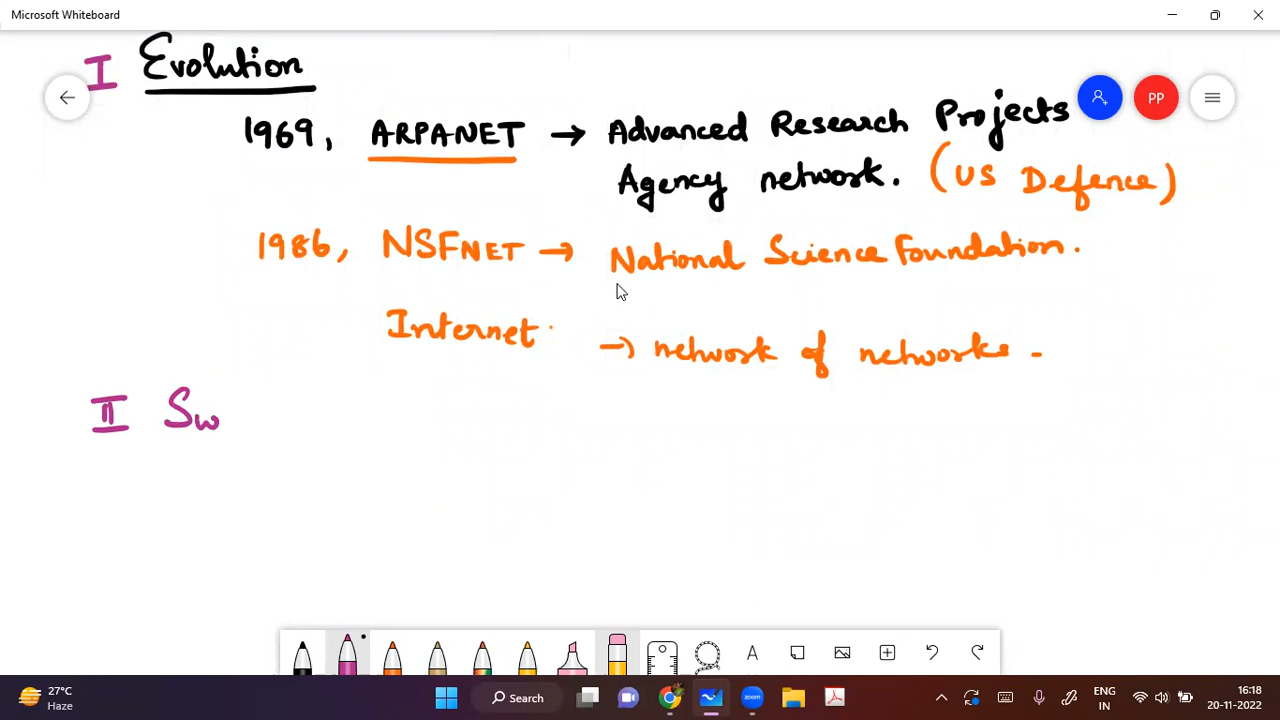 Microsoft Whiteboard
I Evolution
1969, ARPANET → Advanced Research Projects
Agency network. (US Defence)
PP
1986, NSFNET → National Science Foundation.
Internet. → network of networks.
II Sw
A
27°C
Haze
Search
zoom
ENG
IN
16:18
20-11-2022